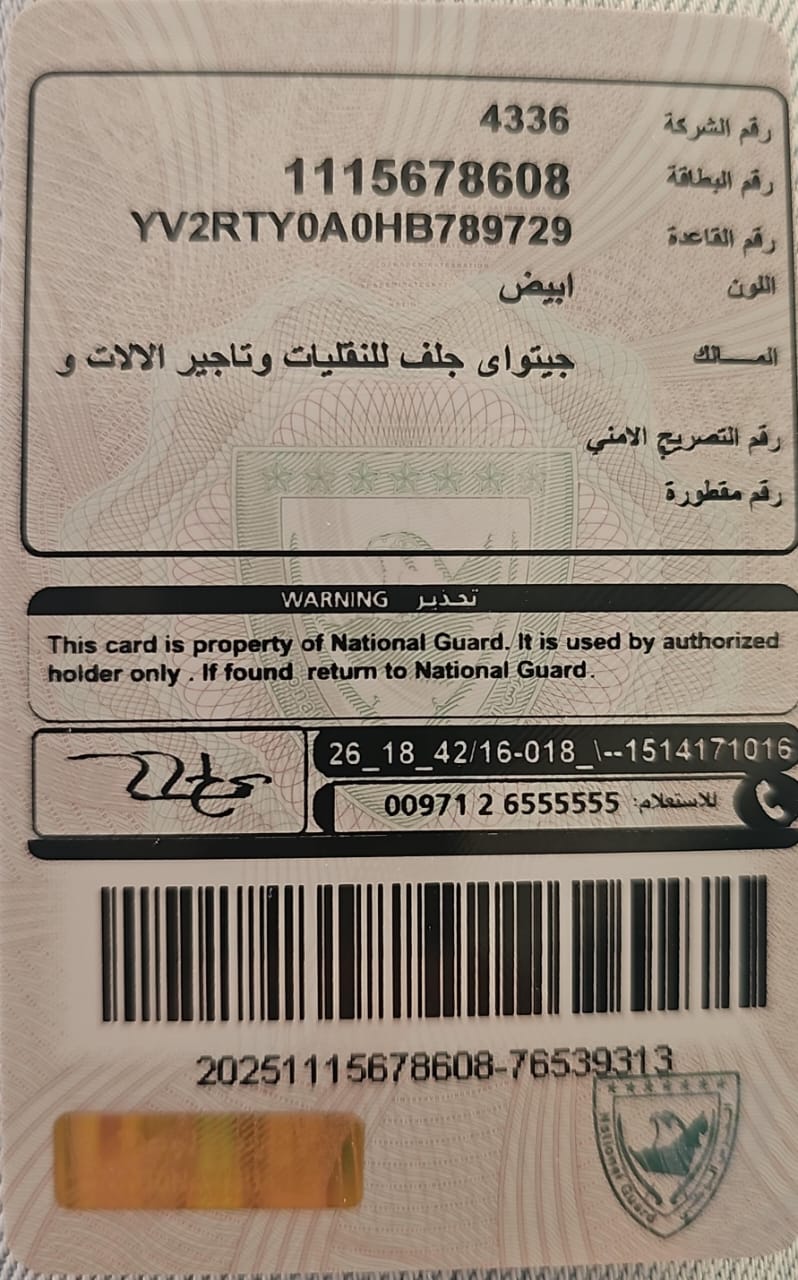 رقم الشركة 4336
رقم البطاقة 1115678608
رقم القاعدة YV2RTY0A0HB789729
اللون ابيض
المـــــالك جيتواى جلف للنقليات وتاجير الالات و
رقم التصريح الامني
رقم مقطورة
WARNING تحذير
This card is property of National Guard. It is used by authorized
holder only . If found return to National Guard.
26_18_42/16-018_\--1514171016
للاستعلام: 00971 2 6555555
20251115678608-76539313
National Guard